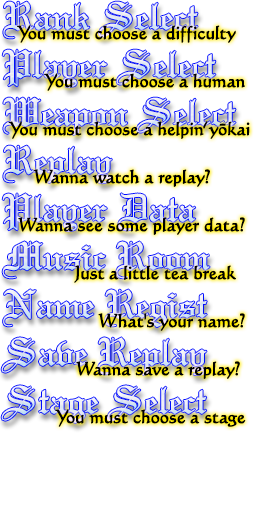 Rank Select
You must choose a difficulty
Player Select
You must choose a human
Weapon Select
You must choose a helpin'yōkai
Replay
Wanna watch a replay?
Player Data
Wanna see some player data?
Music Room
Just a little tea break
Name Regist
What's your name?
Save Replay
Wanna save a replay?
Stage Select
You must choose a stage